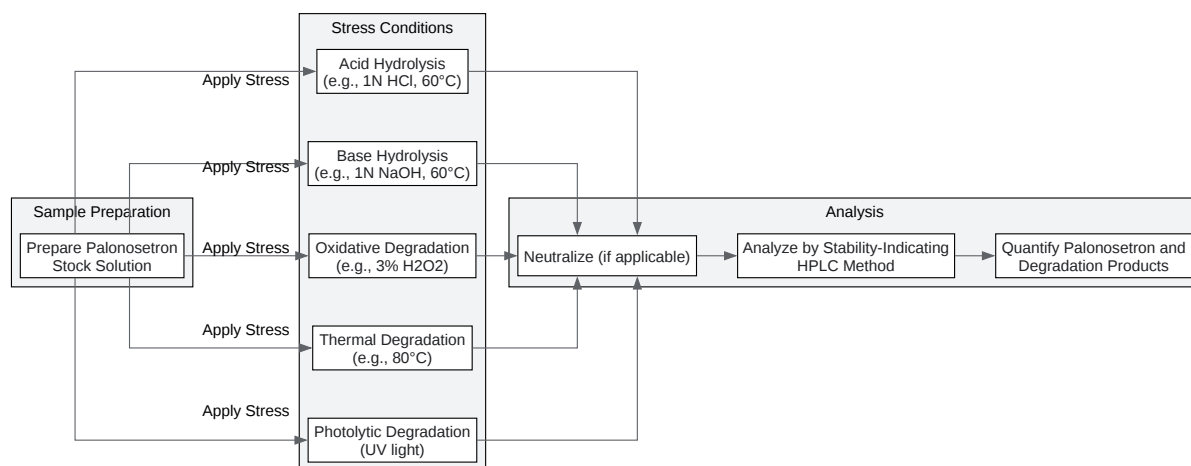 Stress Conditions
Apply Stress
Acid Hydrolysis
(e.g., 1N HCl, 60°C)
Apply Stress
Base Hydrolysis
(e.g., 1N NaOH, 60°C)
Sample Preparation
Prepare Palonosetron
Stock Solution
Apply Stress
Oxidative Degradation
(e.g., 3% H2O2)
Apply Stress
Thermal Degradation
(e.g., 80°C)
Apply Stress
Photolytic Degradation
(UV light)
Analysis
Neutralize (if applicable)
Analyze by Stability-Indicating
HPLC Method
Quantify Palonosetron and
Degradation Products